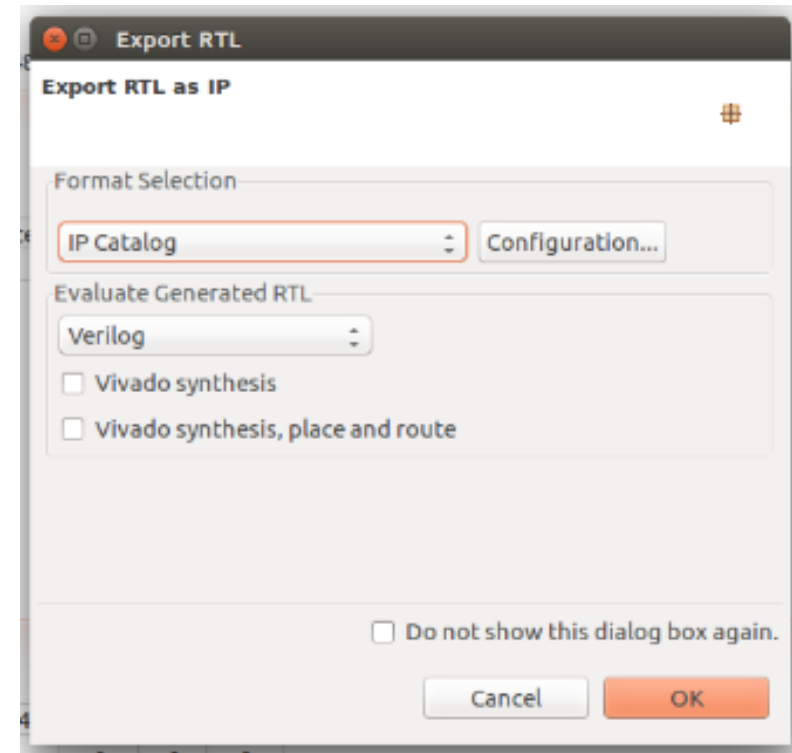 Export RTL
Export RTL as IP
Format Selection
IP Catalog
Configuration...
Evaluate Generated RTL
Verilog
Vivado synthesis
Vivado synthesis, place and route
Do not show this dialog box again.
Cancel
OK